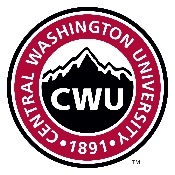 CENTRAL WASHINGTON UNIVERSITY
CWU
• 1891 •
TM